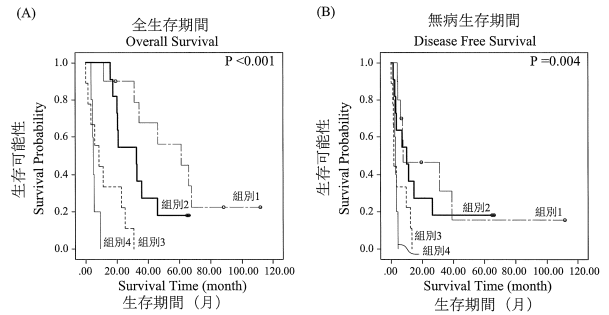 (A)
全生存期間
Overall Survival
P <0.001
生存可能性
Survival Probability
1.0
0.8
0.6
0.4
0.2
0.0
組別1
組別2
組別4
組別3
.00 20.00 40.00 60.00 80.00 100.00 120.00
Survival Time (month)
生存期間（月）
(B)
無病生存期間
Disease Free Survival
P =0.004
生存可能性
Survival Probability
1.0
0.8
0.6
0.4
0.2
0.0
組別2
組別1
組別3
組別4
.00 20.00 40.00 60.00 80.00 100.00 120.00
Survival Time (month)
生存期間（月）